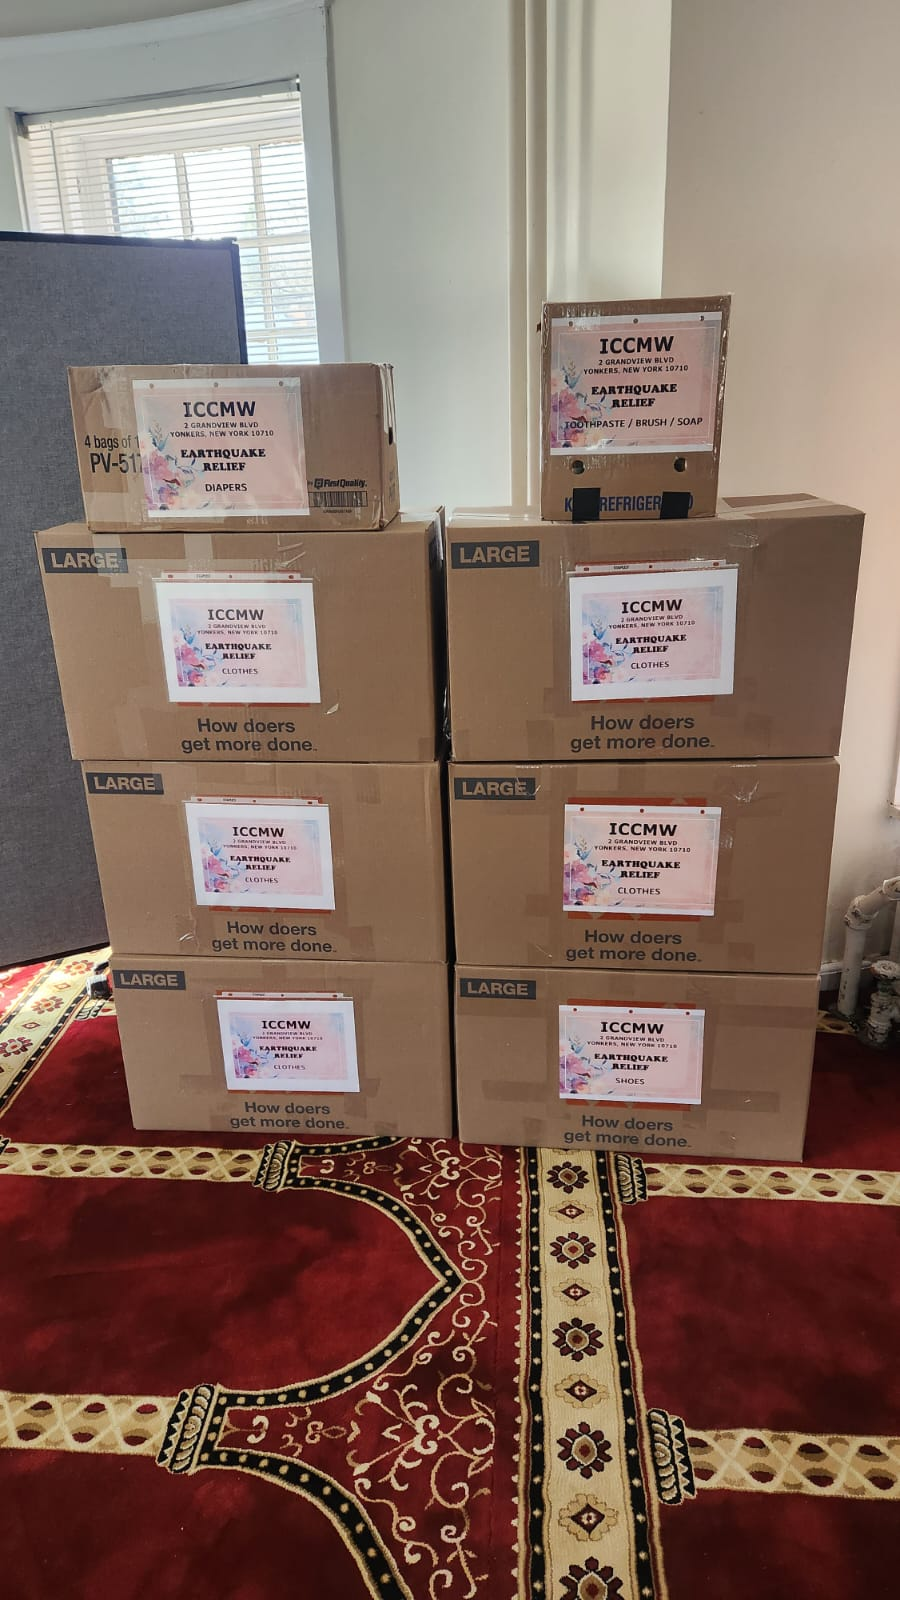 ICCMW
2 GRANDVIEW BLVD
YONKERS, NEW YORK 10710
EARTHQUAKE
RELIEF
DIAPERS
4 bags of
PV-517
FirstQuality.
LARGE
ICCMW
2 GRANDVIEW BLVD
YONKERS, NEW YORK 10710
EARTHQUAKE
RELIEF
CLOTHES
How doers
get more done.
LARGE
ICCMW
2 GRANDVIEW BLVD
YONKERS, NEW YORK 10710
EARTHQUAKE
RELIEF
CLOTHES
How doers
get more done.
LARGE
ICCMW
2 GRANDVIEW BLVD
YONKERS, NEW YORK 10710
EARTHQUAKE
RELIEF
CLOTHES
How doers
get more done.
ICCMW
2 GRANDVIEW BLVD
YONKERS, NEW YORK 10710
EARTHQUAKE
RELIEF
TOOTHPASTE / BRUSH / SOAP
LARGE
ICCMW
2 GRANDVIEW BLVD
YONKERS, NEW YORK 10710
EARTHQUAKE
RELIEF
CLOTHES
How doers
get more done.
LARGE
ICCMW
2 GRANDVIEW BLVD
YONKERS, NEW YORK 10710
EARTHQUAKE
RELIEF
CLOTHES
How doers
get more done.
LARGE
ICCMW
2 GRANDVIEW BLVD
YONKERS, NEW YORK 10710
EARTHQUAKE
RELIEF
SHOES
How doers
get more done.